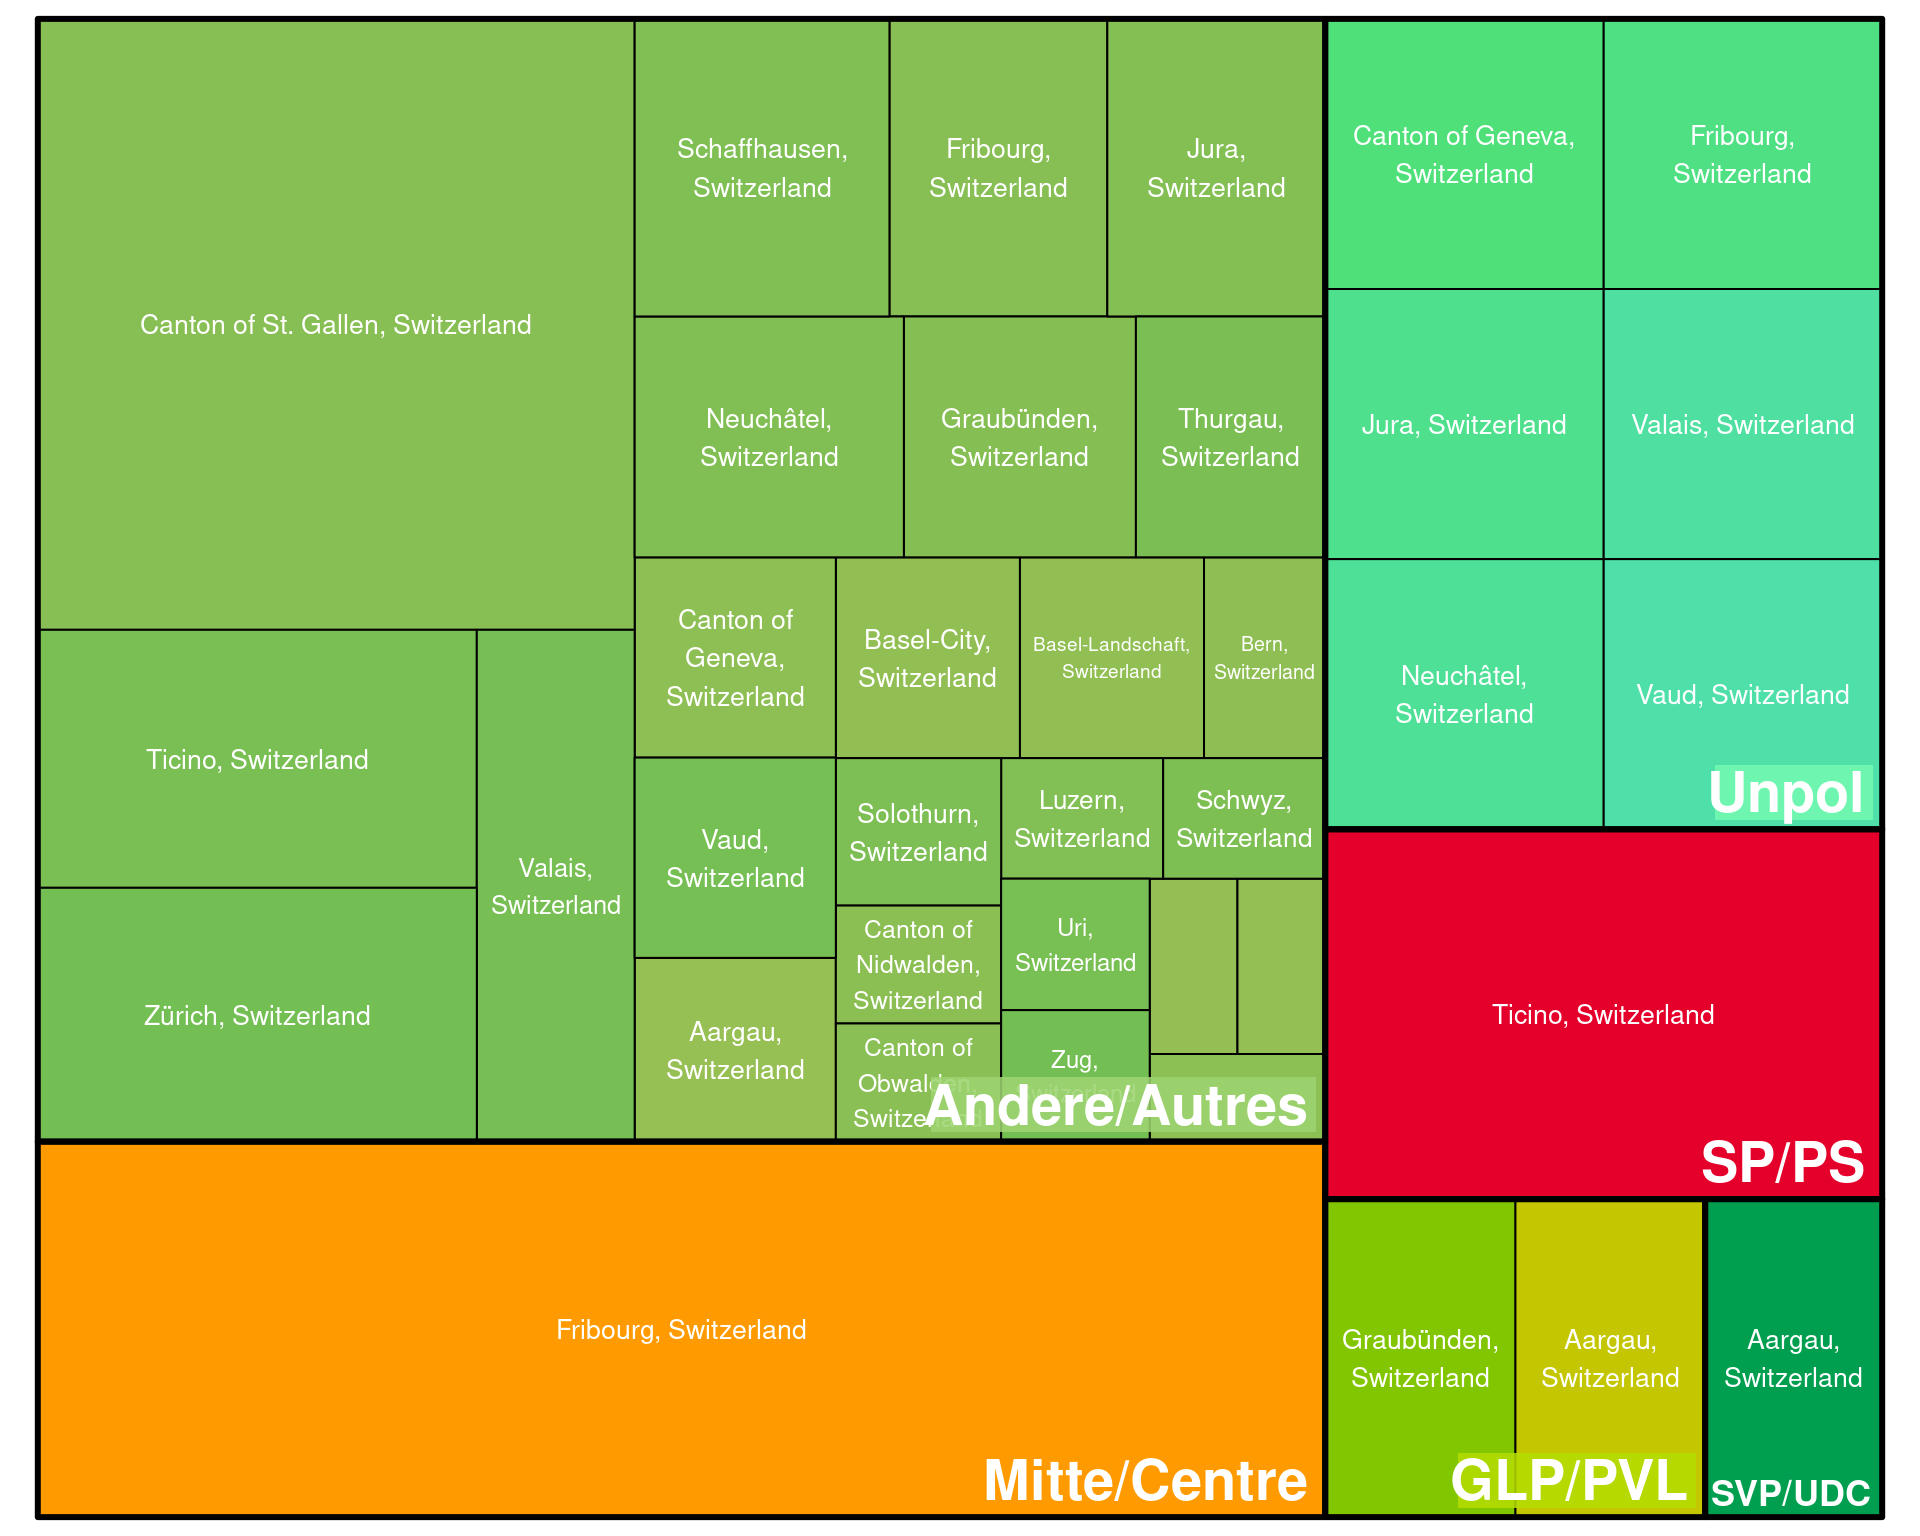 Canton of St. Gallen, Switzerland
Schaffhausen,
Switzerland
Fribourg,
Switzerland
Jura,
Switzerland
Neuchâtel,
Switzerland
Graubünden,
Switzerland
Thurgau,
Switzerland
Ticino, Switzerland
Zürich, Switzerland
Valais,
Switzerland
Canton of
Geneva,
Switzerland
Basel-City,
Switzerland
Basel-Landschaft,
Switzerland
Bern,
Switzerland
Vaud,
Switzerland
Aargau,
Switzerland
Solothurn,
Switzerland
Luzern,
Switzerland
Schwyz,
Switzerland
Canton of
Nidwalden,
Switzerland
Uri,
Switzerland
Canton of
Obwalden,
Switzerland
Zug,
Switzerland
Andere/Autres
Fribourg, Switzerland
Mitte/Centre
Canton of Geneva,
Switzerland
Fribourg,
Switzerland
Jura, Switzerland
Valais, Switzerland
Neuchâtel,
Switzerland
Vaud, Switzerland
Unpol
Ticino, Switzerland
SP/PS
Graubünden,
Switzerland
Aargau,
Switzerland
GLP/PVL
Aargau,
Switzerland
SVP/UDC